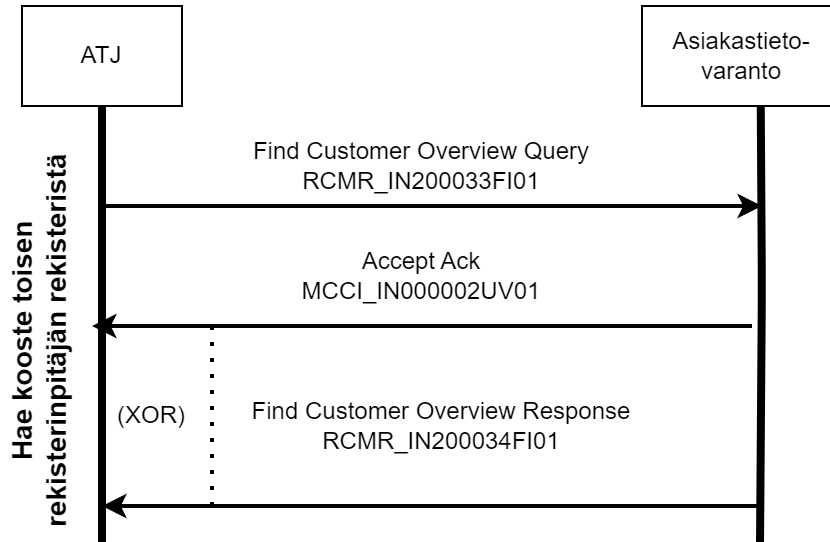 ATJ
Asiakastieto-
varanto
Find Customer Overview Query
RCMR_IN200033FI01
Accept Ack
MCCI_IN000002UV01
Hae kooste toisen
rekisterinpitäjän rekisteristä
(XOR)
Find Customer Overview Response
RCMR_IN200034FI01